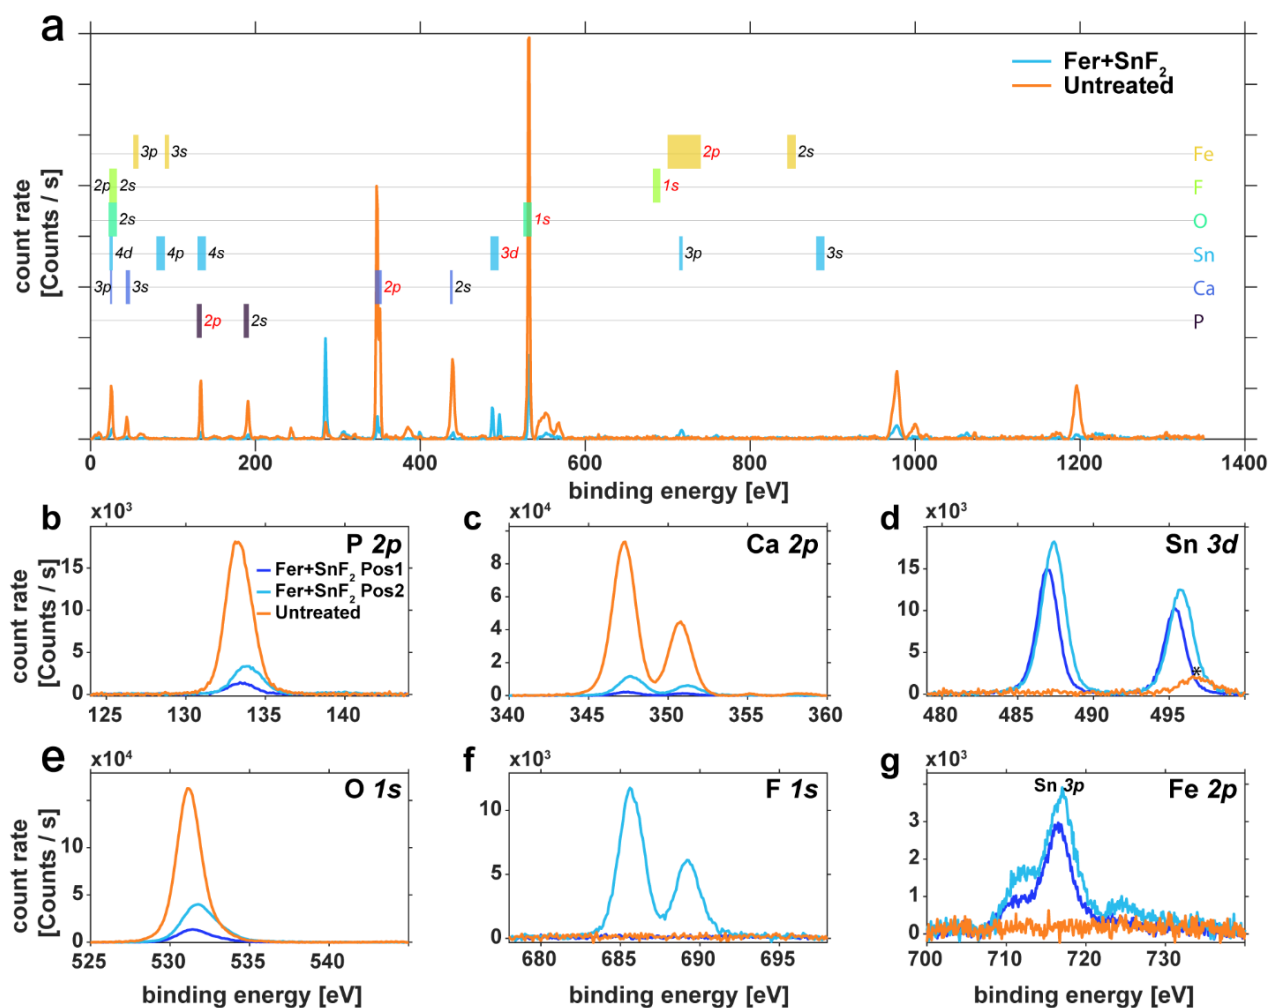 a
Fer+SnF2
Untreated
3p 3s 2p 2s Fe
2p 2s 1s F
2s 1s O
4d 4p 4s 3d 3p 3s Sn
3p 3s 2p 2s Ca
2p 2s P
count rate
[Counts / s]
0 200 400 600 800 1000 1200 1400
binding energy [eV]
b
x10³
P 2p
Fer+SnF2 Pos1
Fer+SnF2 Pos2
Untreated
15
10
5
0
125 130 135 140
count rate
[Counts / s]
c
x10⁴
Ca 2p
8
6
4
2
0
340 345 350 355 360
d
x10³
Sn 3d
15
10
5
0
*
480 485 490 495
e
x10⁴
O 1s
15
10
5
0
525 530 535 540
count rate
[Counts / s]
binding energy [eV]
f
x10³
F 1s
10
5
0
680 685 690 695
binding energy [eV]
g
x10³
Sn 3p
Fe 2p
4
3
2
1
0
700 710 720 730
binding energy [eV]